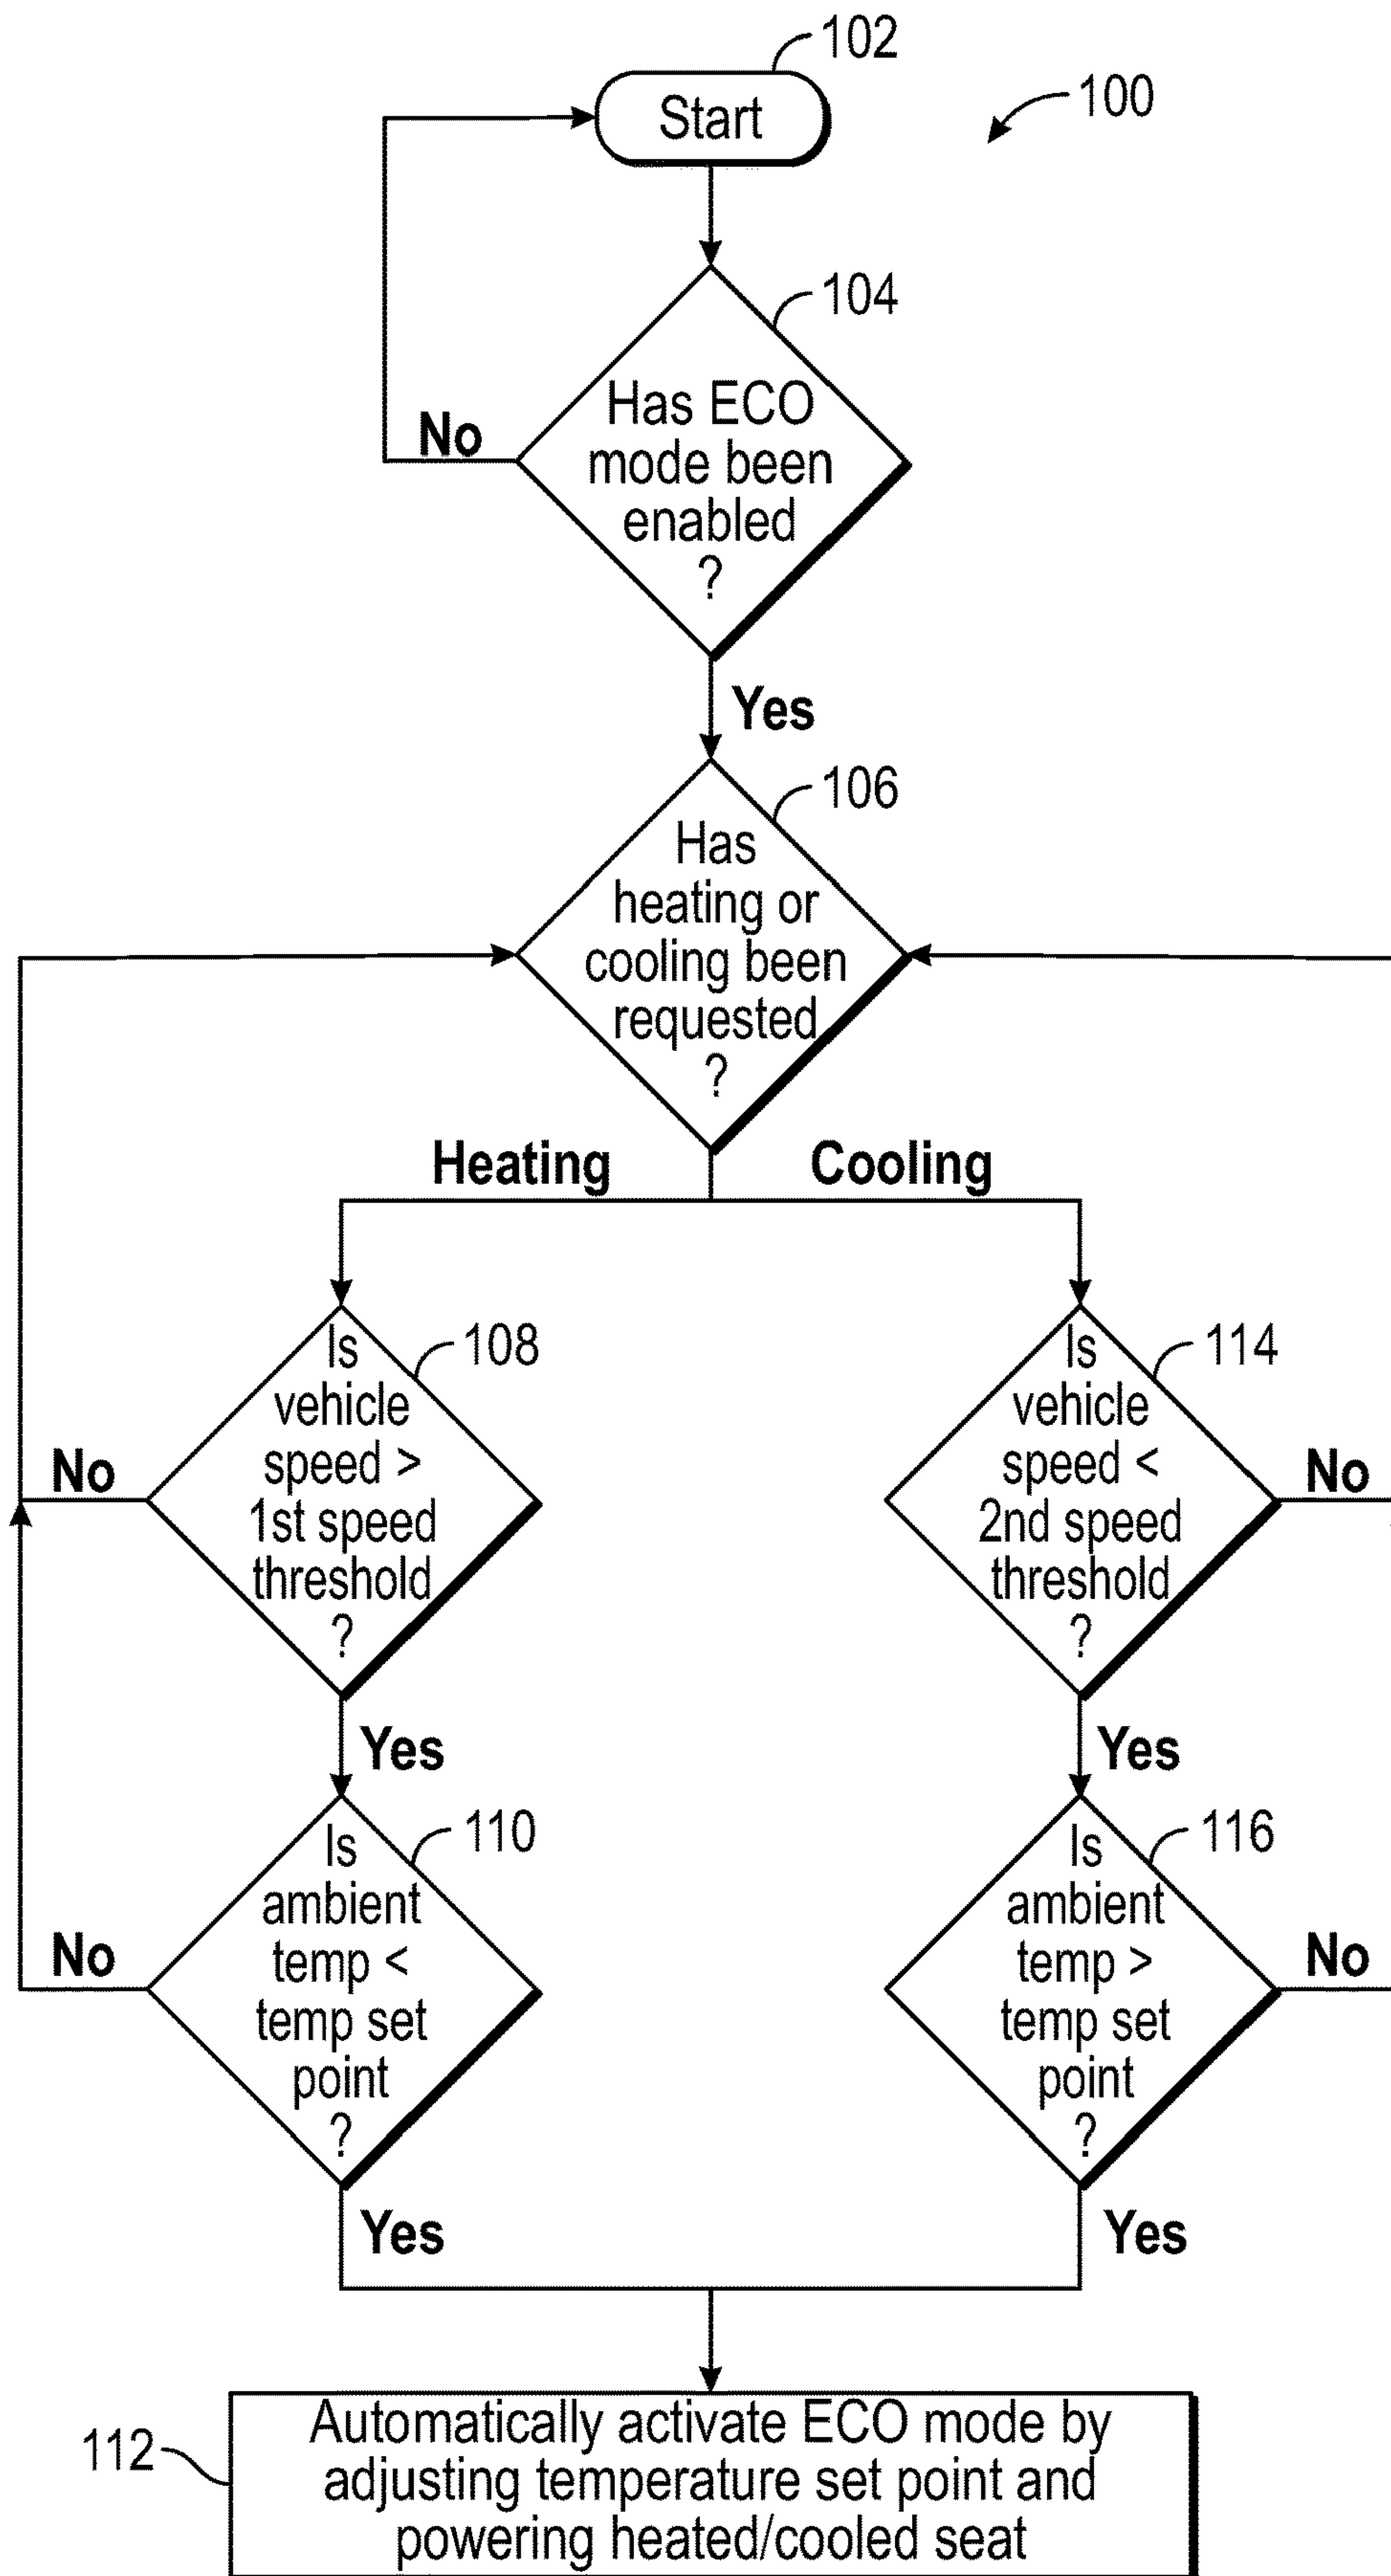 102
Start
100
104
Has ECO
mode been
enabled
?
No
Yes
106
Has
heating or
cooling been
requested
?
Heating
Cooling
108
Is
vehicle
speed >
1st speed
threshold
?
No
Yes
114
Is
vehicle
speed <
2nd speed
threshold
?
No
Yes
110
Is
ambient
temp <
temp set
point
?
No
Yes
116
Is
ambient
temp >
temp set
point
?
No
Yes
112
Automatically activate ECO mode by
adjusting temperature set point and
powering heated/cooled seat